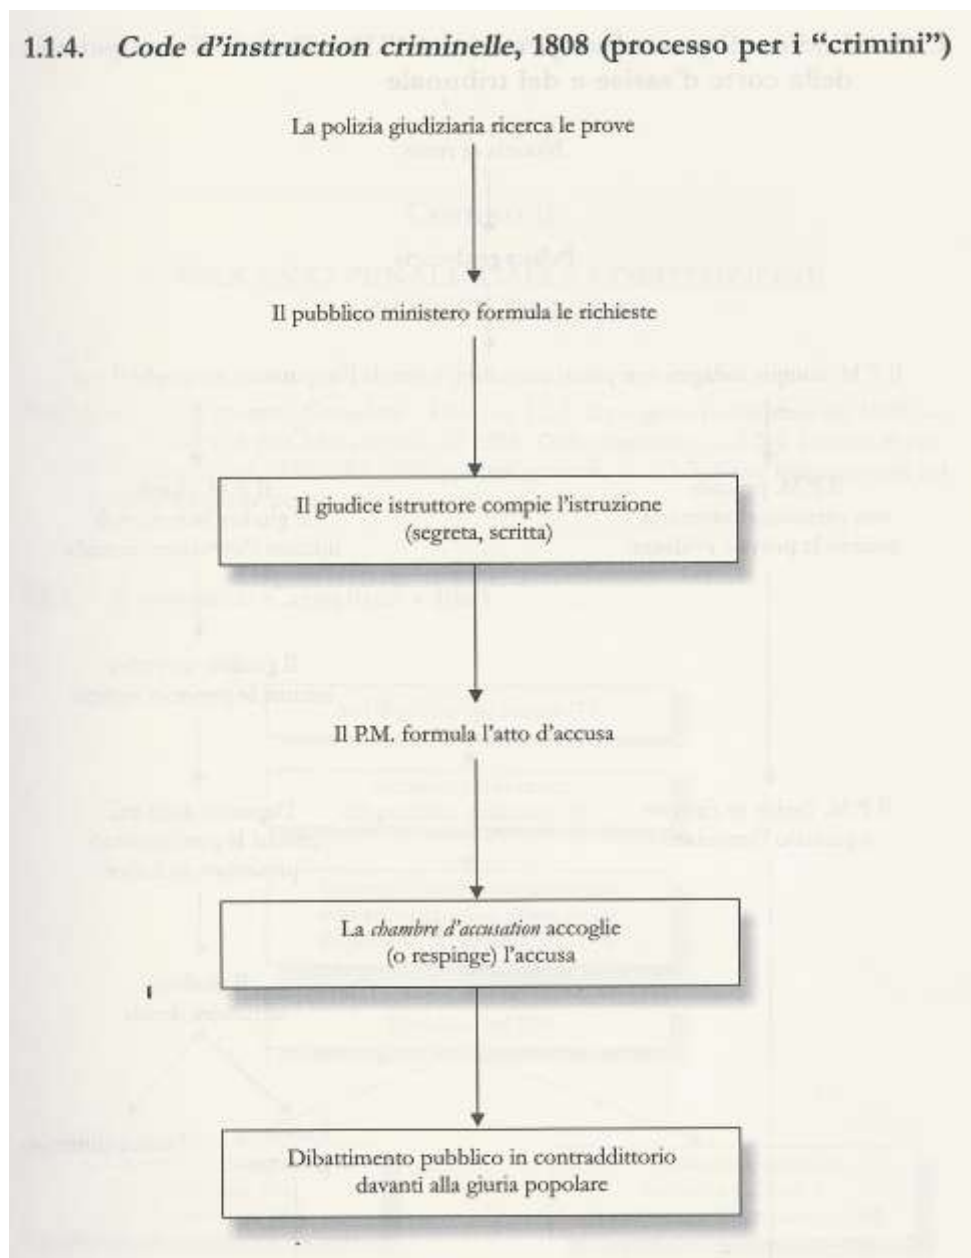 1.1.4. Code d'instruction criminelle, 1808 (processo per i "crimini")
La polizia giudiziaria ricerca le prove
Il pubblico ministero formula le richieste
Il giudice istruttore compie l'istruzione
(segreta, scritta)
Il P.M. formula l'atto d'accusa
La chambre d'accusation accoglie
(o respinge) l'accusa
Dibattimento pubblico in contraddittorio
davanti alla giuria popolare